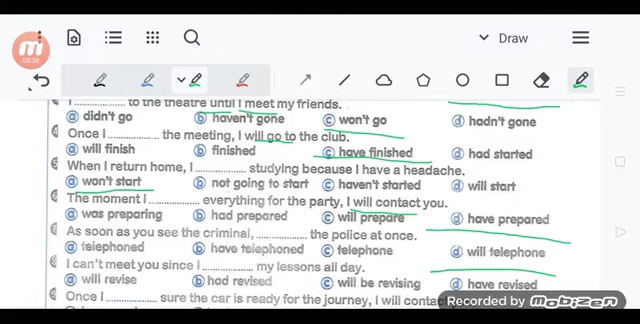 Draw
05:30
I ............ to the theatre until I meet my friends.
a didn't go b haven't gone c won't go d hadn't gone
Once I ............ the meeting, I will go to the club.
a will finish b finished c have finished d had started
When I return home, I ............ studying because I have a headache.
a won't start b not going to start c haven't started d will start
The moment I ............ everything for the party, I will contact you.
a was preparing b had prepared c will prepare d have prepared
As soon as you see the criminal, ............ the police at once.
a telephoned b have telephoned c telephone d will telephone
I can't meet you since I ............ my lessons all day.
a will revise b had revised c will be revising d have revised
Once I ............ sure the car is ready for the journey, I will contact
Recorded by MOBIZEN